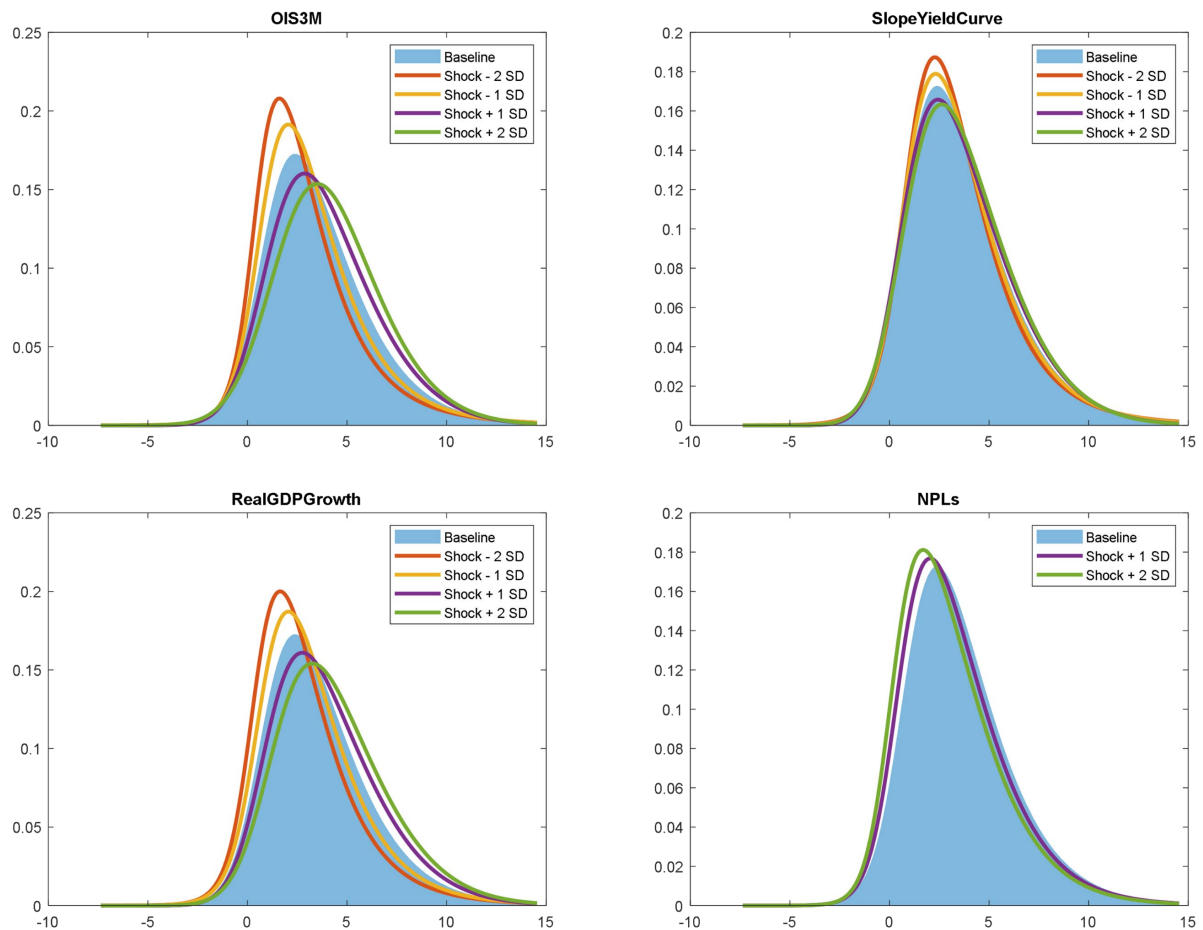 OIS3M
0.25
0.2
0.15
0.1
0.05
0
-10
-5
0
5
10
15
Baseline
Shock - 2 SD
Shock - 1 SD
Shock + 1 SD
Shock + 2 SD
SlopeYieldCurve
0.2
0.18
0.16
0.14
0.12
0.1
0.08
0.06
0.04
0.02
0
-10
-5
0
5
10
15
Baseline
Shock - 2 SD
Shock - 1 SD
Shock + 1 SD
Shock + 2 SD
RealGDPGrowth
0.25
0.2
0.15
0.1
0.05
0
-10
-5
0
5
10
15
Baseline
Shock - 2 SD
Shock - 1 SD
Shock + 1 SD
Shock + 2 SD
NPLs
0.2
0.18
0.16
0.14
0.12
0.1
0.08
0.06
0.04
0.02
0
-10
-5
0
5
10
15
Baseline
Shock + 1 SD
Shock + 2 SD